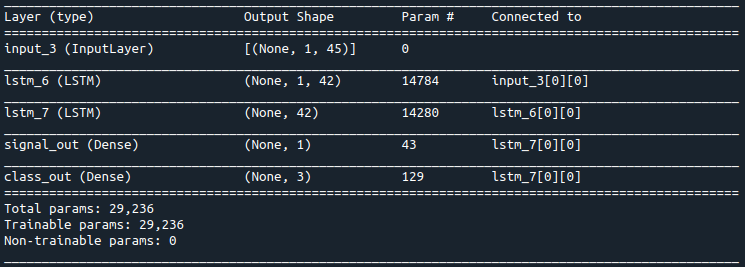 Layer (type) Output Shape Param # Connected to
input_3 (InputLayer) [(None, 1, 45)] 0
lstm_6 (LSTM) (None, 1, 42) 14784 input_3[0][0]
lstm_7 (LSTM) (None, 42) 14280 lstm_6[0][0]
signal_out (Dense) (None, 1) 43 lstm_7[0][0]
class_out (Dense) (None, 3) 129 lstm_7[0][0]
Total params: 29,236
Trainable params: 29,236
Non-trainable params: 0